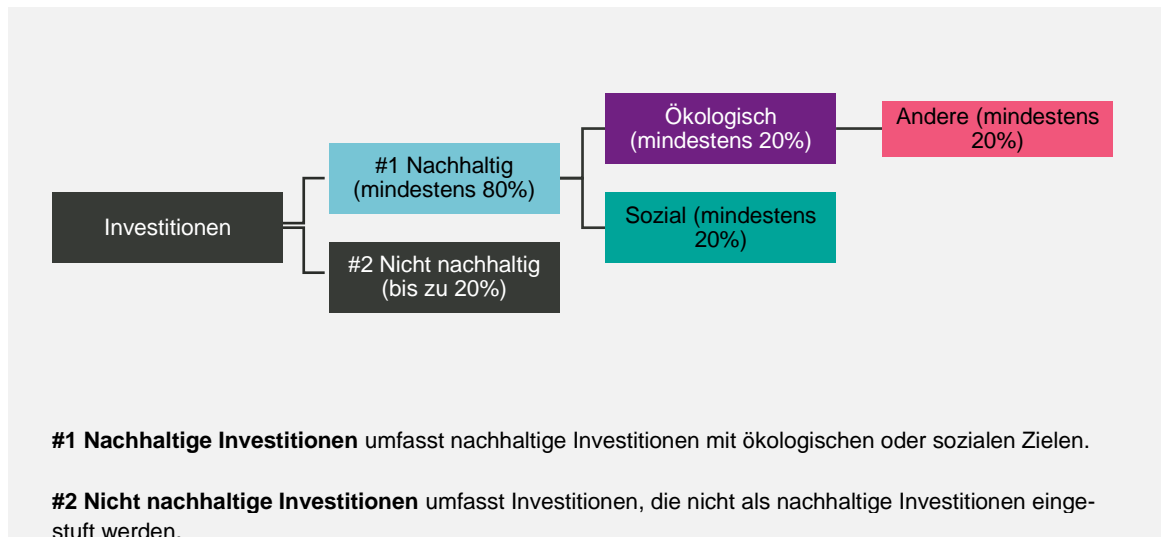 Ökologisch
(mindestens 20%)
Andere (mindestens
20%)
#1 Nachhaltig
(mindestens 80%)
Investitionen
Sozial (mindestens
20%)
#2 Nicht nachhaltig
(bis zu 20%)
#1 Nachhaltige Investitionen umfasst nachhaltige Investitionen mit ökologischen oder sozialen Zielen.
#2 Nicht nachhaltige Investitionen umfasst Investitionen, die nicht als nachhaltige Investitionen einge-
stuft werden.